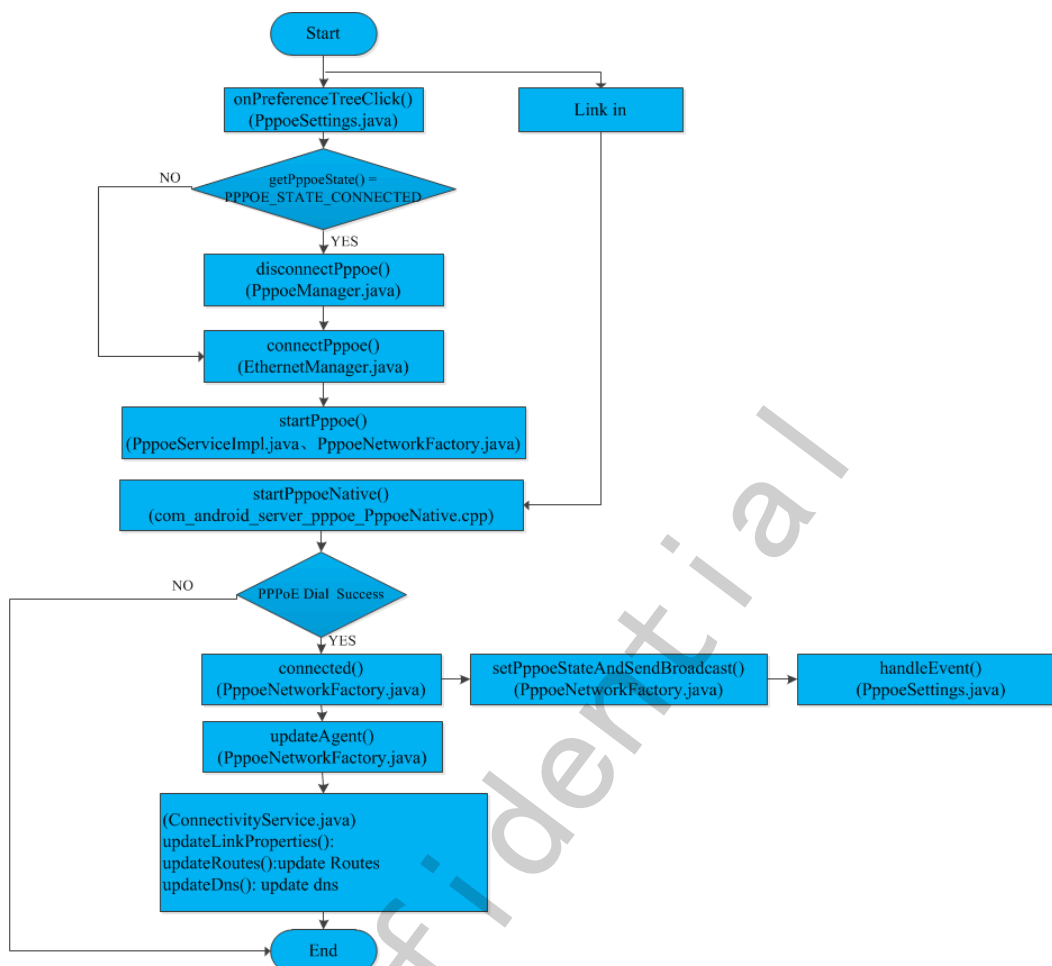 Start
onPreferenceTreeClick()
(PppoeSettings.java)
Link in
getPppoeState() =
PPPOE_STATE_CONNECTED
NO
YES
disconnectPppoe()
(PppoeManager.java)
connectPppoe()
(EthernetManager.java)
startPppoe()
(PppoeServiceImpl.java、PppoeNetworkFactory.java)
startPppoeNative()
(com_android_server_pppoe_PppoeNative.cpp)
PPPoE Dial Success
NO
YES
connected()
(PppoeNetworkFactory.java)
setPppoeStateAndSendBroadcast()
(PppoeNetworkFactory.java)
handleEvent()
(PppoeSettings.java)
updateAgent()
(PppoeNetworkFactory.java)
(ConnectivityService.java)
updateLinkProperties():
updateRoutes():update Routes
updateDns(): update dns
End
fidential